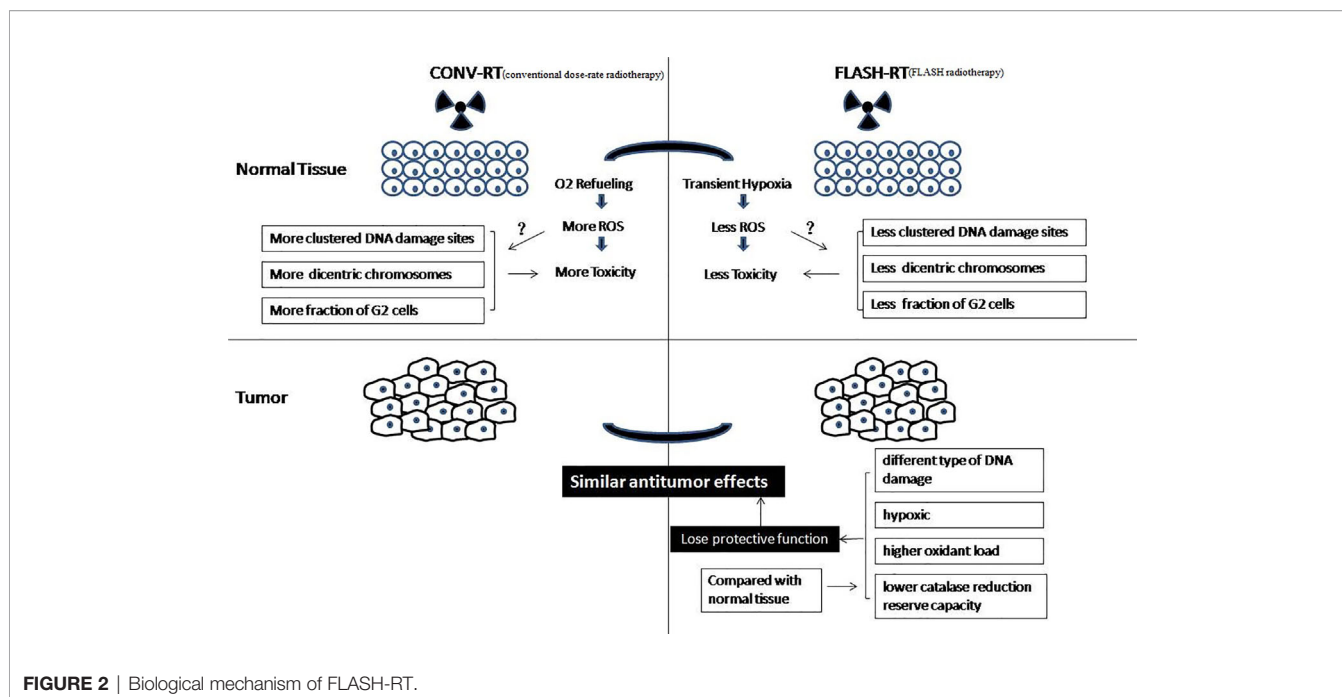 CONV-RT(conventional dose-rate radiotherapy)
FLASH-RT(FLASH radiotherapy)
Normal Tissue
O2 Refueling
Transient Hypoxia
?
More ROS
Less ROS
?
More clustered DNA damage sites
More dicentric chromosomes
More fraction of G2 cells
More Toxicity
Less Toxicity
Less clustered DNA damage sites
Less dicentric chromosomes
Less fraction of G2 cells
Tumor
Similar antitumor effects
Lose protective function
Compared with
normal tissue
different type of DNA
damage
hypoxic
higher oxidant load
lower catalase reduction
reserve capacity
FIGURE 2 | Biological mechanism of FLASH-RT.